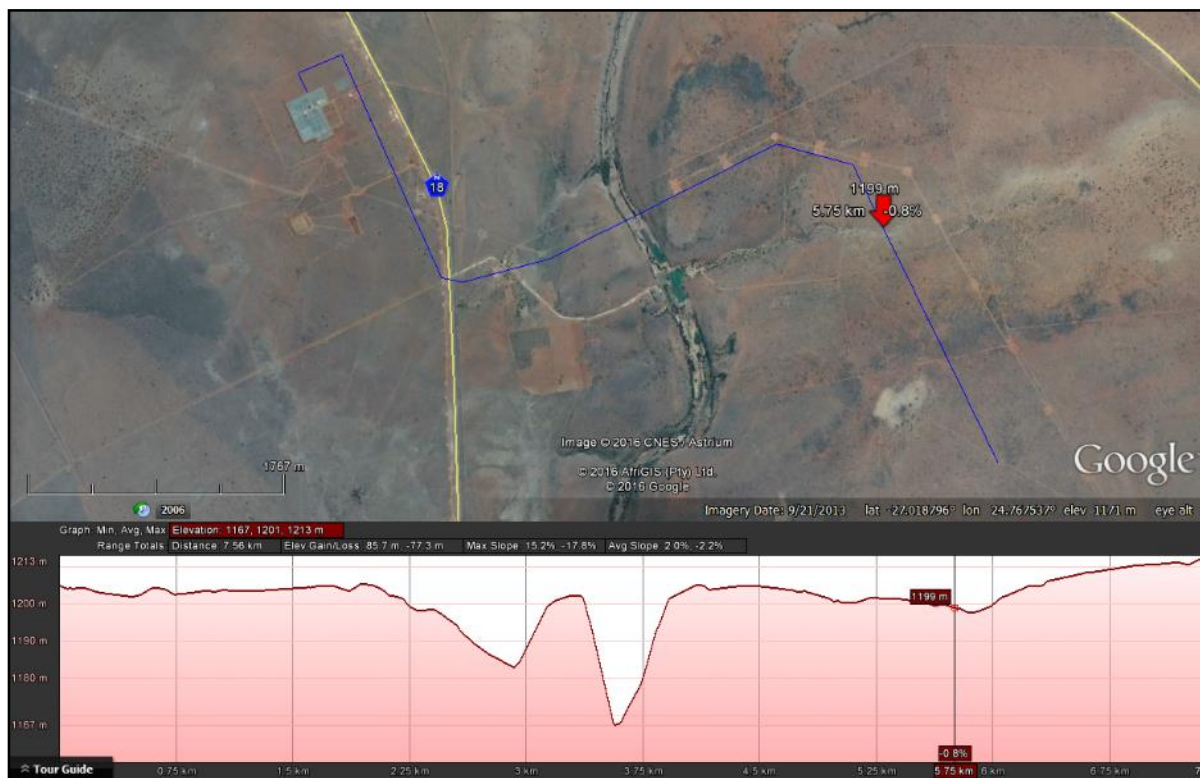 N
18
1199 m
5.75 km -0.8%
Image © 2016 CNES / Astrium
© 2016 AfriGIS (Pty) Ltd.
© 2016 Google
Google
1767 m
2006
Imagery Date: 9/21/2013 lat -27.018796° lon 24.767537° elev 1171 m eye alt
Graph: Min, Avg, Max Elevation: 1167, 1201, 1213 m
Range Totals: Distance: 7.56 km Elev Gain/Loss: 85.7 m, -77.3 m Max Slope: 15.2%, -17.8% Avg Slope: 2.0%, -2.2%
1213 m
1200 m
1190 m
1180 m
1167 m
1199 m
-0.8%
Tour Guide 0.75 km 1.5 km 2.25 km 3 km 3.75 km 4.5 km 5.25 km 5.75 km 6 km 6.75 km